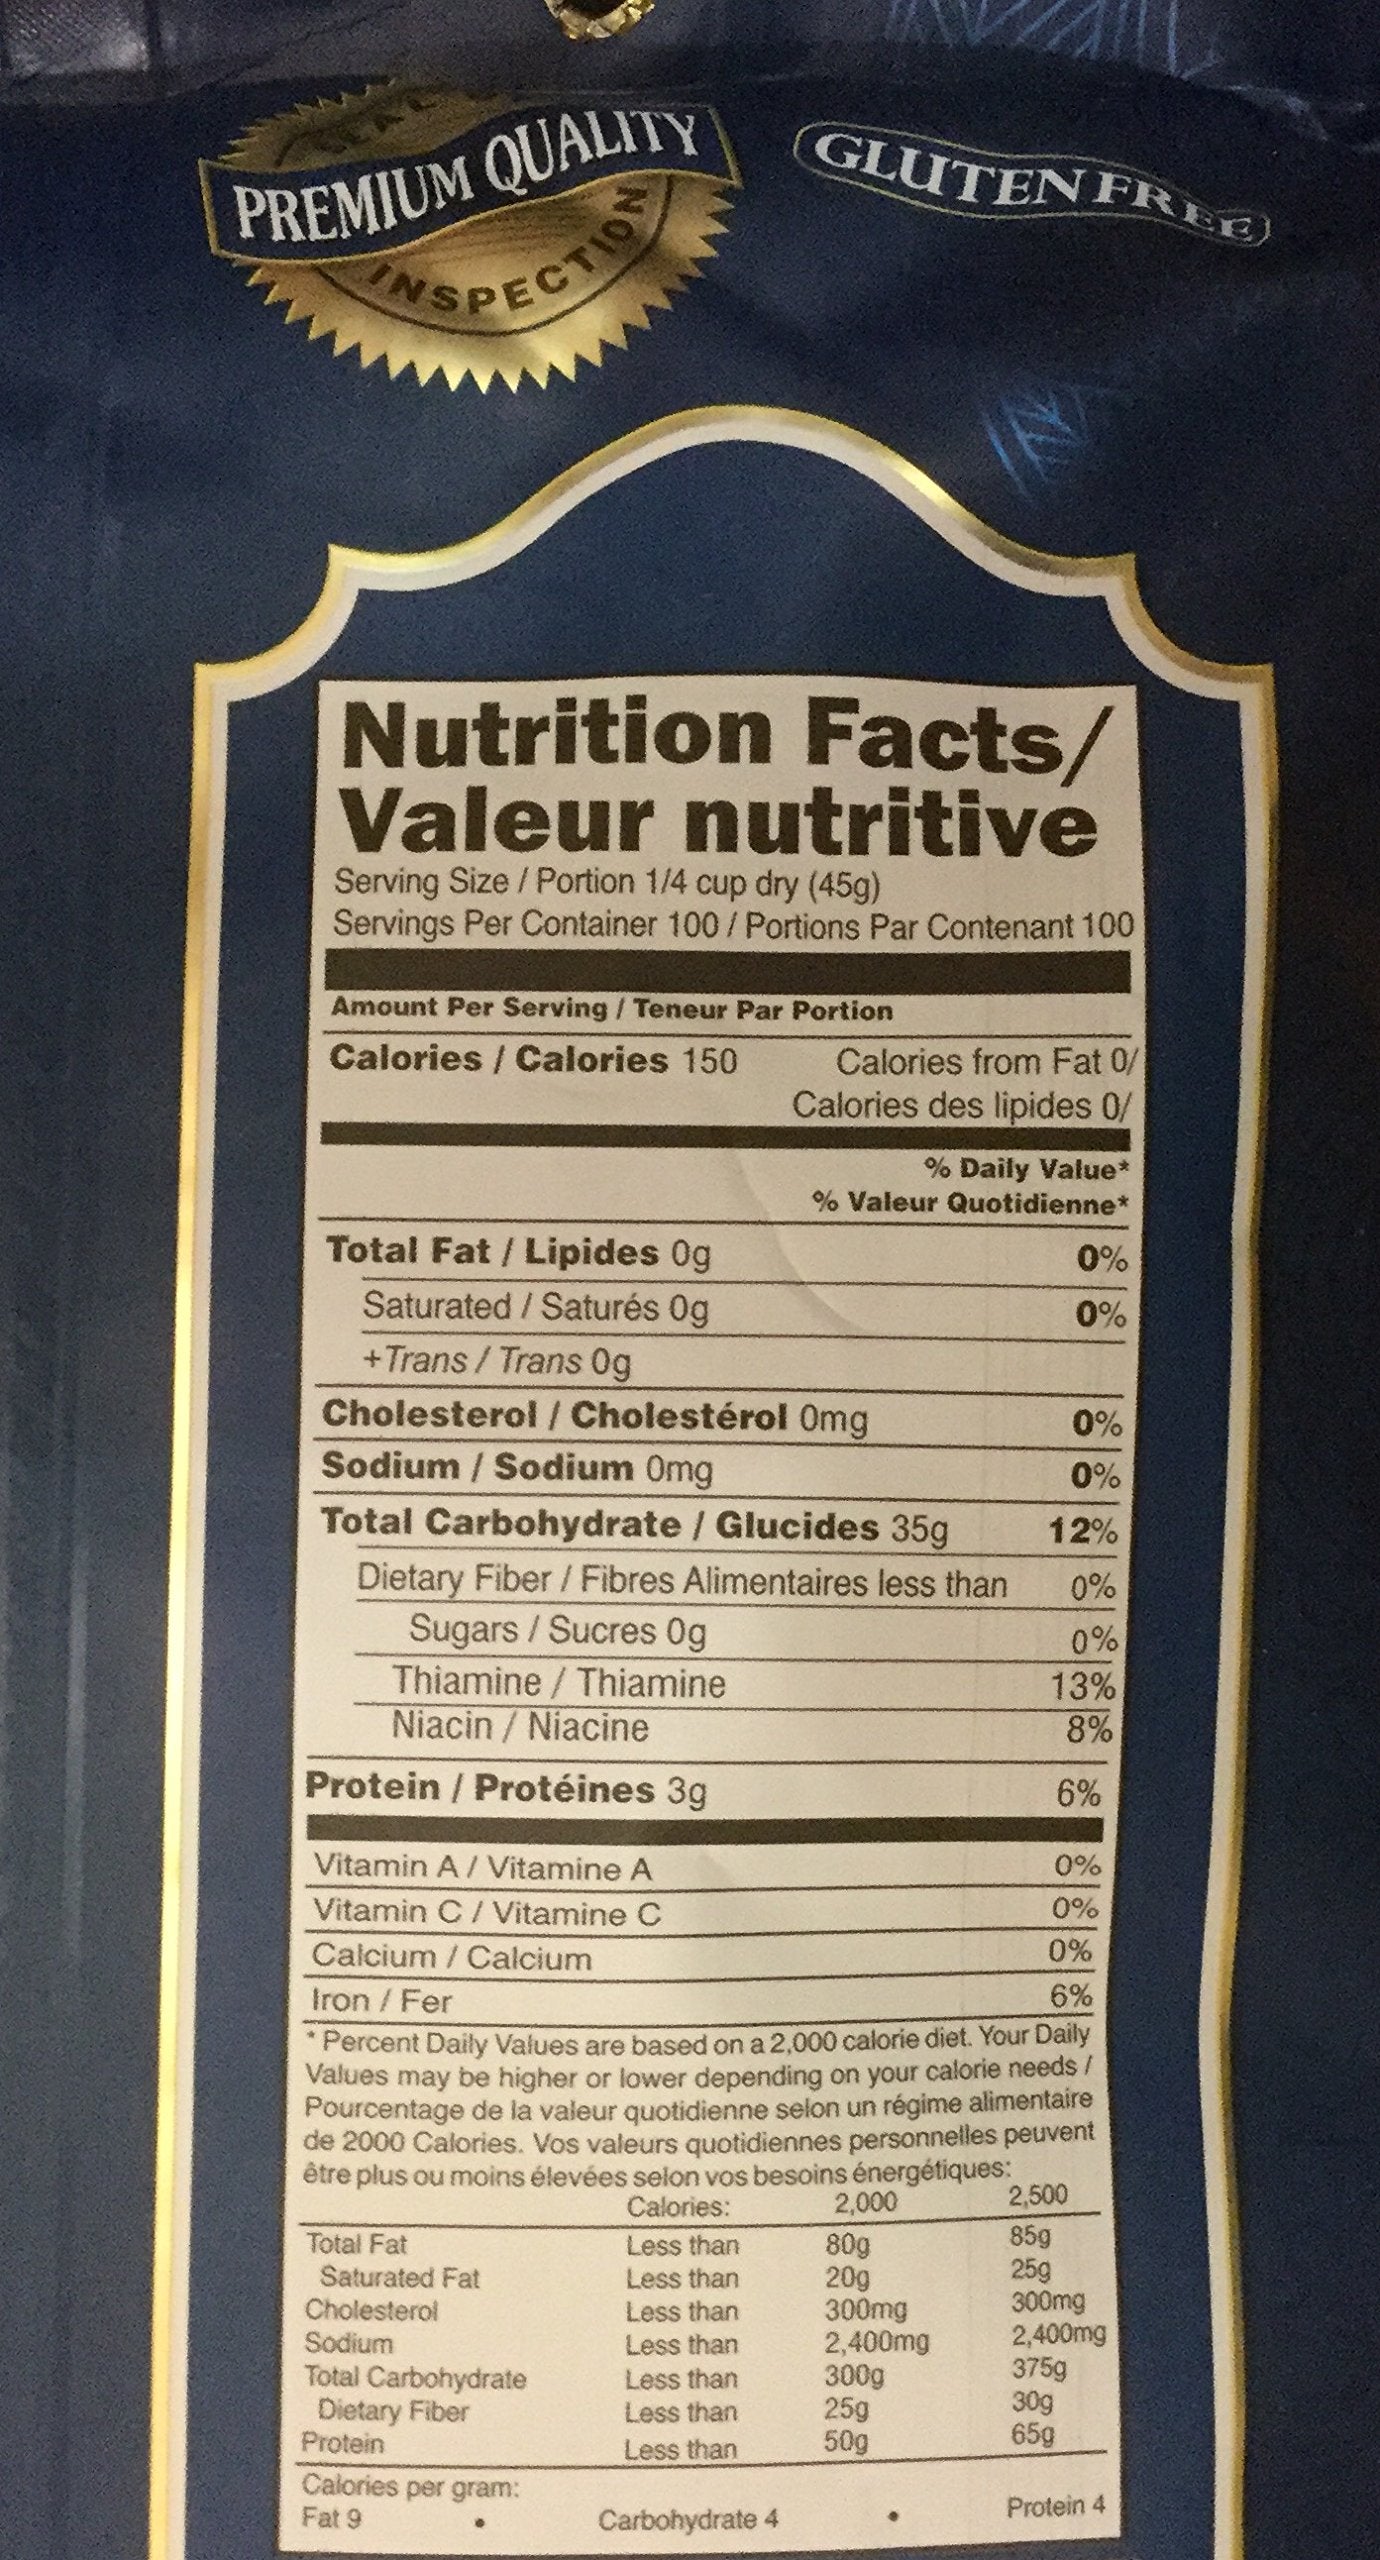 PREMIUM QUALITY
INSPECTION
GLUTEN FREE
Nutrition Facts/
Valeur nutritive
Serving Size / Portion 1/4 cup dry (45g)
Servings Per Container 100 / Portions Par Contenant 100
Amount Per Serving / Teneur Par Portion
Calories / Calories 150 Calories from Fat 0/
Calories des lipides 0/
% Daily Value*
% Valeur Quotidienne*
Total Fat / Lipides 0g 0%
Saturated / Saturés 0g 0%
+Trans / Trans 0g
Cholesterol / Cholestérol 0mg 0%
Sodium / Sodium 0mg 0%
Total Carbohydrate / Glucides 35g 12%
Dietary Fiber / Fibres Alimentaires less than 0%
Sugars / Sucres 0g 0%
Thiamine / Thiamine 13%
Niacin / Niacine 8%
Protein / Protéines 3g 6%
Vitamin A / Vitamine A 0%
Vitamin C / Vitamine C 0%
Calcium / Calcium 0%
Iron / Fer 6%
* Percent Daily Values are based on a 2,000 calorie diet. Your Daily
Values may be higher or lower depending on your calorie needs /
Pourcentage de la valeur quotidienne selon un régime alimentaire
de 2000 Calories. Vos valeurs quotidiennes personnelles peuvent
être plus ou moins élevées selon vos besoins énergétiques:
Calories: 2,000 2,500
Total Fat Less than 80g 85g
Saturated Fat Less than 20g 25g
Cholesterol Less than 300mg 300mg
Sodium Less than 2,400mg 2,400mg
Total Carbohydrate Less than 300g 375g
Dietary Fiber Less than 25g 30g
Protein Less than 50g 65g
Calories per gram:
Fat 9 • Carbohydrate 4 • Protein 4